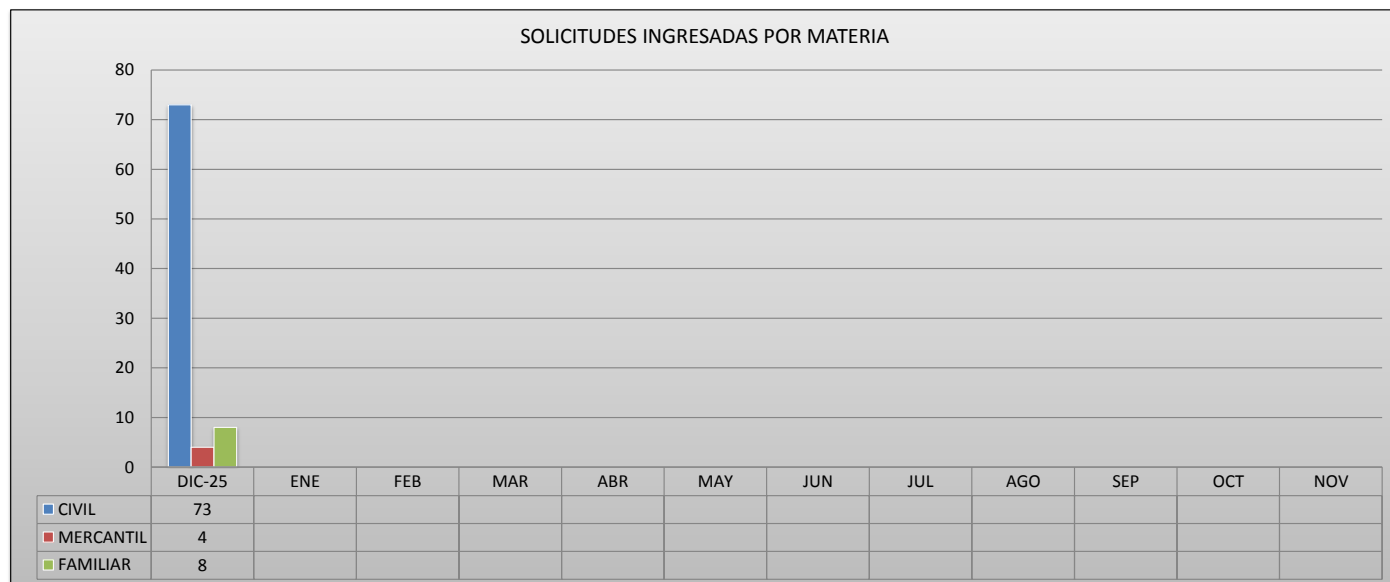 SOLICITUDES INGRESADAS POR MATERIA
80
70
60
50
40
30
20
10
0
DIC-25 ENE FEB MAR ABR MAY JUN JUL AGO SEP OCT NOV
CIVIL 73
MERCANTIL 4
FAMILIAR 8